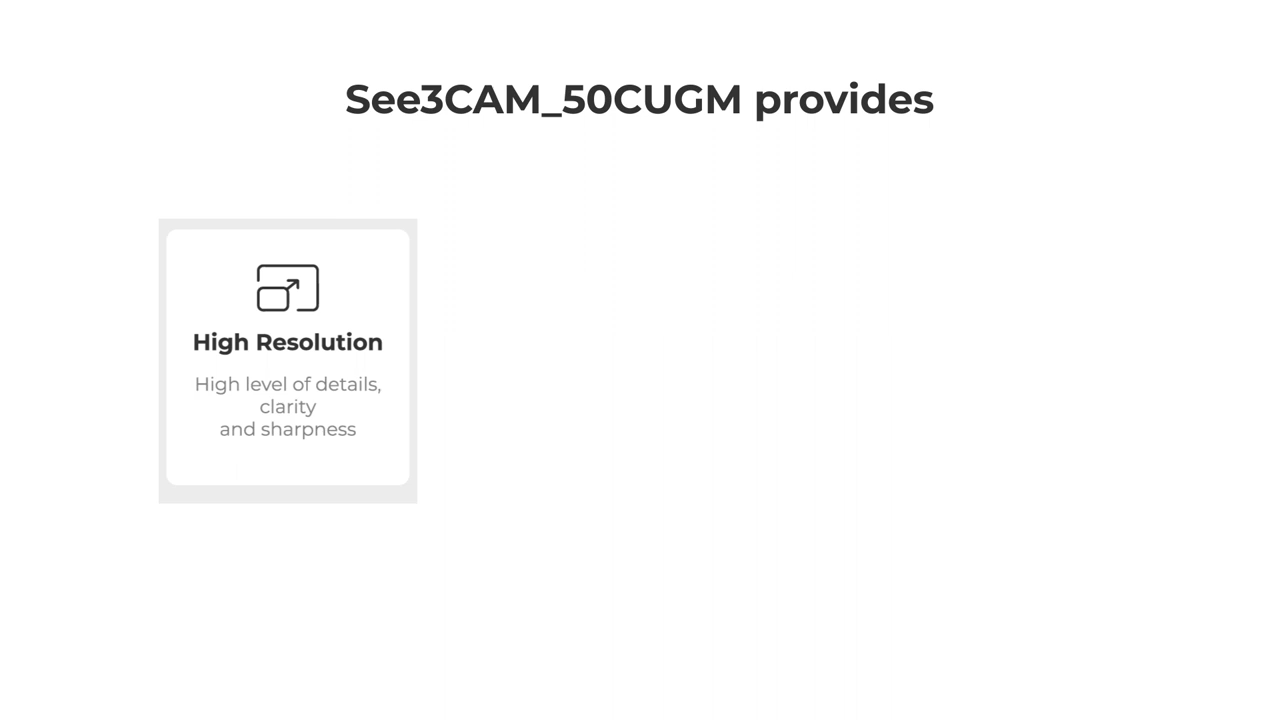 See3CAM_50CUGM provides
High Resolution
High level of details,
clarity
and sharpness